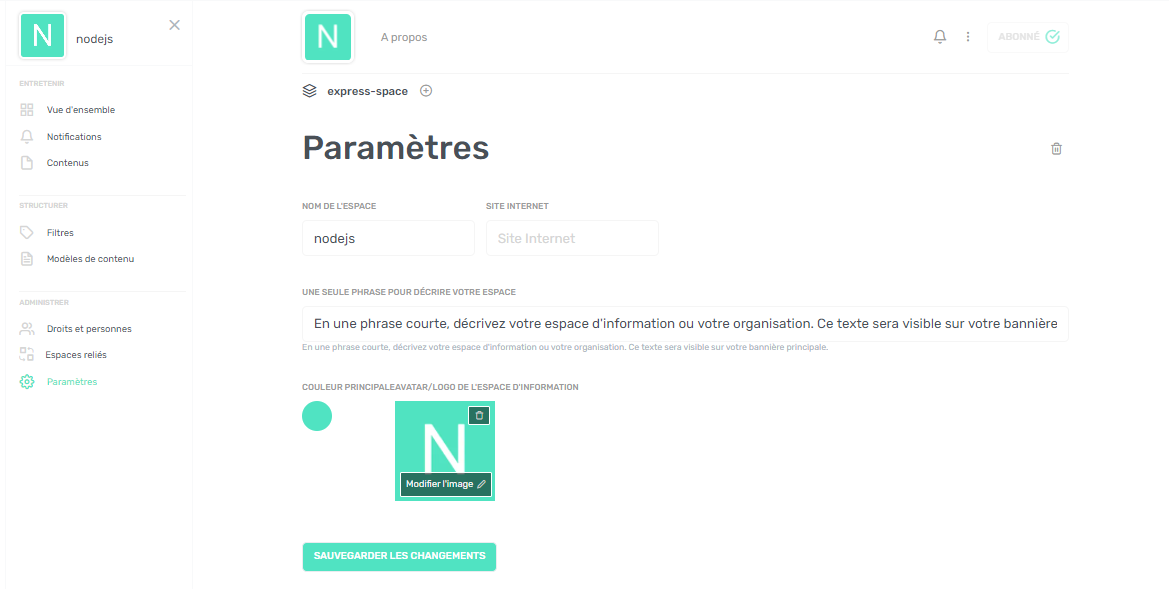 N
nodejs
ENTRETENIR
Vue d'ensemble
Notifications
Contenus
STRUCTURER
Filtres
Modèles de contenu
ADMINISTRER
Droits et personnes
Espaces reliés
Paramètres
N
A propos
ABONNÉ
express-space
Paramètres
NOM DE L'ESPACE
SITE INTERNET
nodejs
Site Internet
UNE SEULE PHRASE POUR DÉCRIRE VOTRE ESPACE
En une phrase courte, décrivez votre espace d'information ou votre organisation. Ce texte sera visible sur votre bannière
En une phrase courte, décrivez votre espace d'information ou votre organisation. Ce texte sera visible sur votre bannière principale.
COULEUR PRINCIPALEAVATAR/LOGO DE L'ESPACE D'INFORMATION
N
Modifier l'image
SAUVEGARDER LES CHANGEMENTS